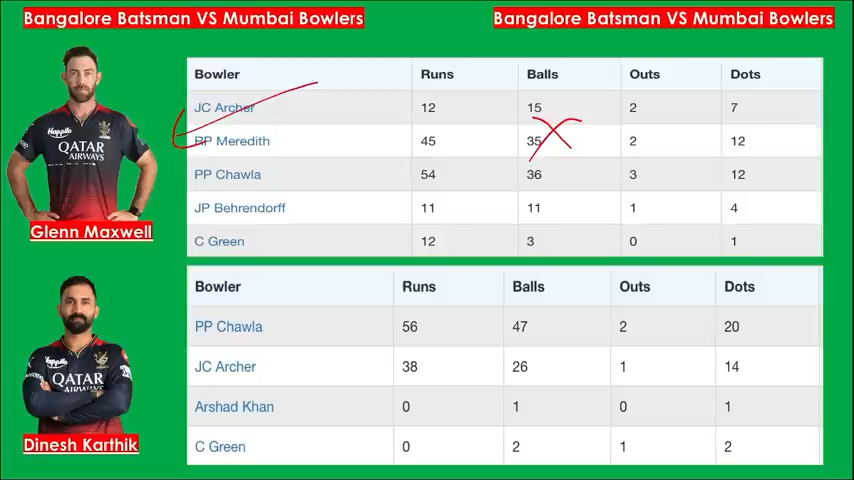 Bangalore Batsman VS Mumbai Bowlers
Bangalore Batsman VS Mumbai Bowlers
Bowler Runs Balls Outs Dots
JC Archer 12 15 2 7
RP Meredith 45 35 2 12
PP Chawla 54 36 3 12
JP Behrendorff 11 11 1 4
C Green 12 3 0 1
Happilo
QATAR
AIRWAYS
Glenn Maxwell
Bowler Runs Balls Outs Dots
PP Chawla 56 47 2 20
JC Archer 38 26 1 14
Arshad Khan 0 1 0 1
C Green 0 2 1 2
Happilo
QATAR
AIRWAYS
Dinesh Karthik